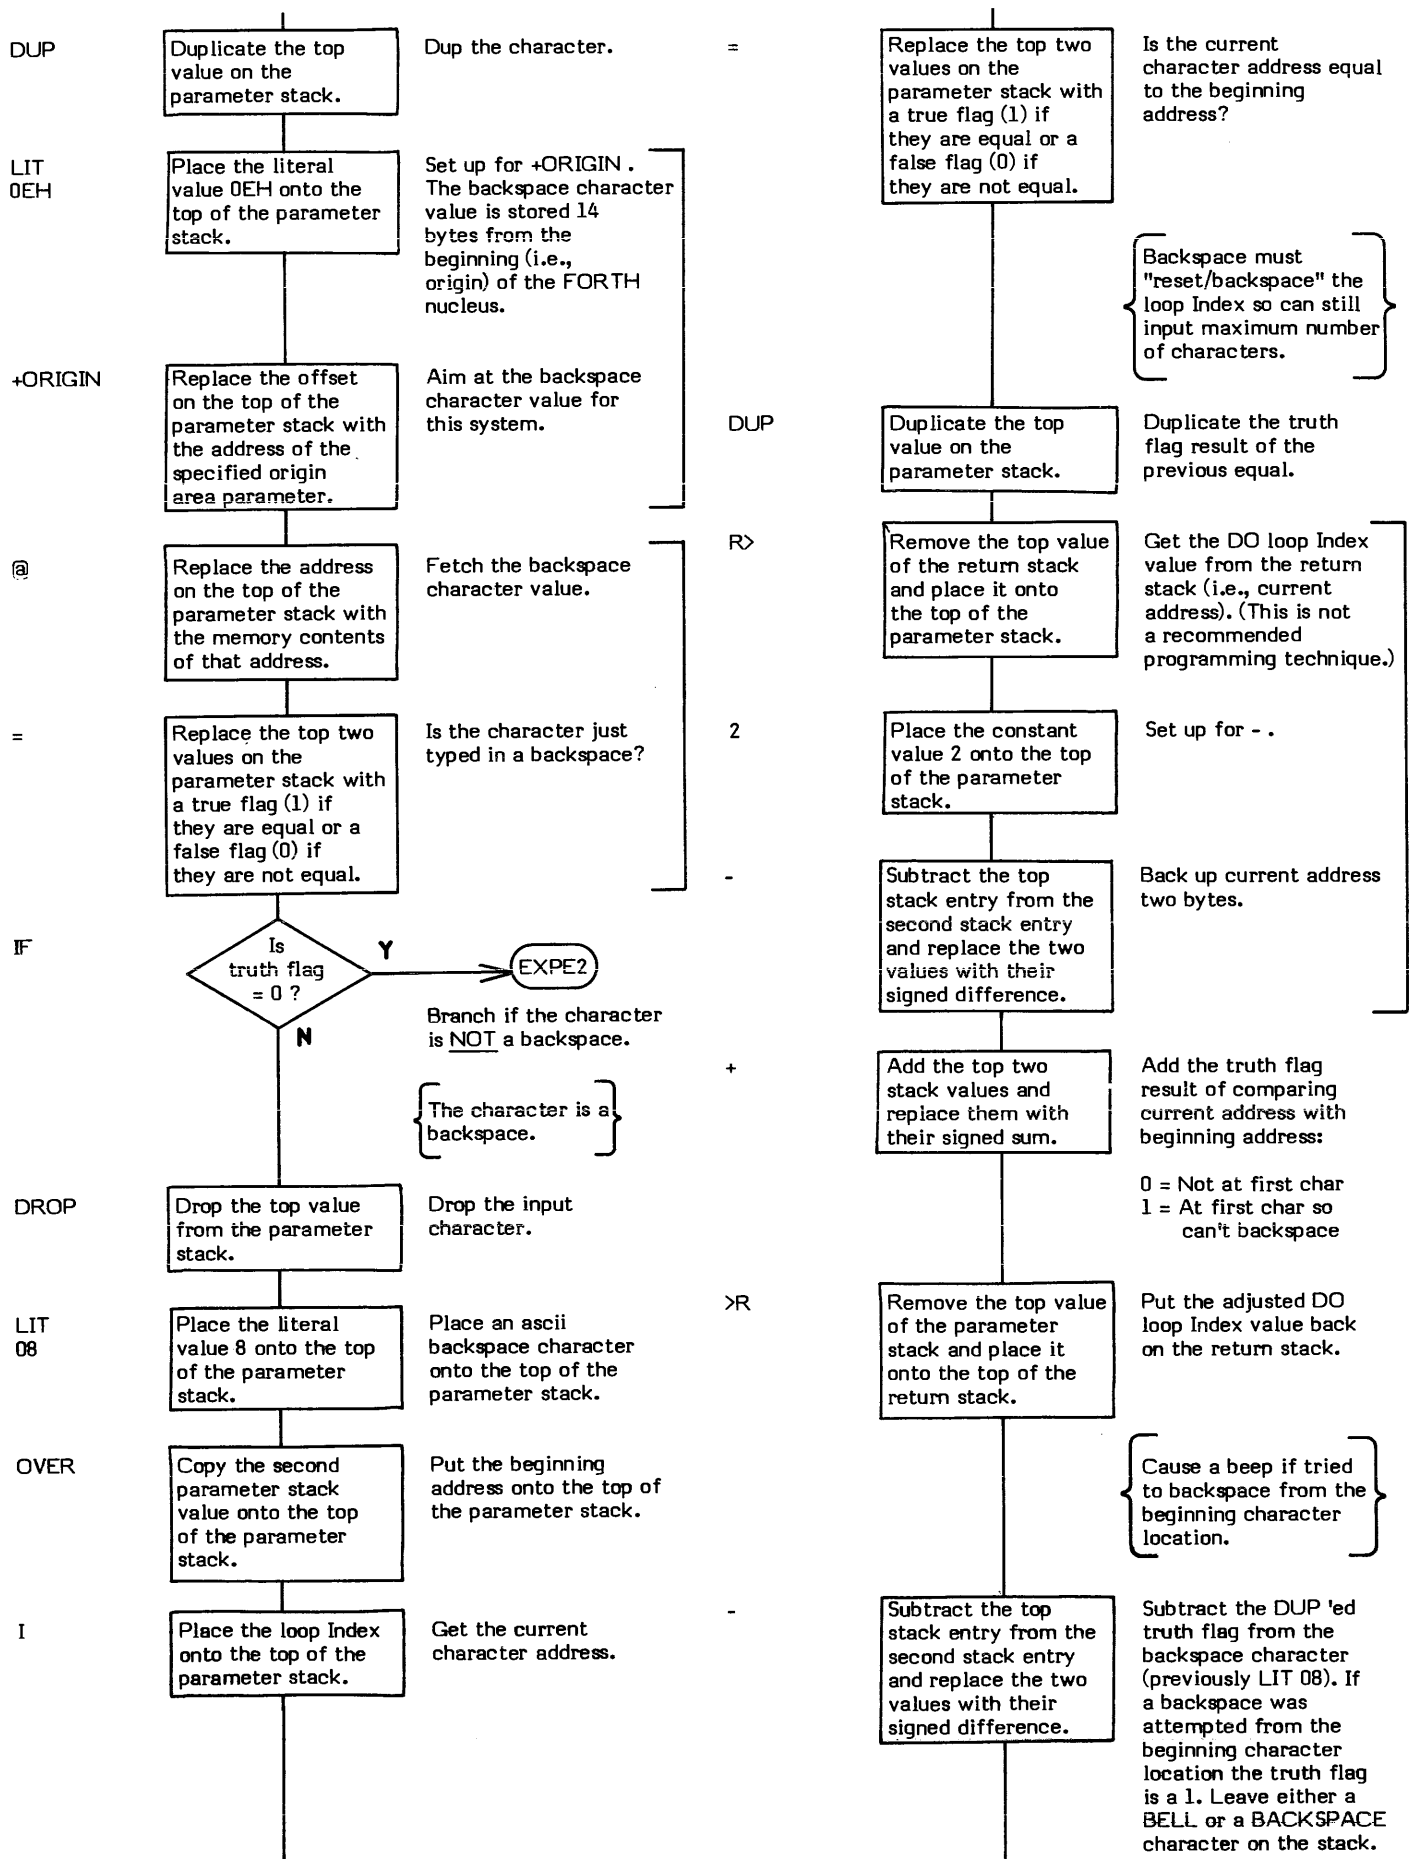 DUP
Duplicate the top
value on the
parameter stack.
Dup the character.
LIT
0EH
Place the literal
value 0EH onto the
top of the parameter
stack.
Set up for +ORIGIN .
The backspace character
value is stored 14
bytes from the
beginning (i.e.,
origin) of the FORTH
nucleus.
+ORIGIN
Replace the offset
on the top of the
parameter stack with
the address of the
specified origin
area parameter.
Aim at the backspace
character value for
this system.
@
Replace the address
on the top of the
parameter stack with
the memory contents
of that address.
Fetch the backspace
character value.
=
Replace the top two
values on the
parameter stack with
a true flag (1) if
they are equal or a
false flag (0) if
they are not equal.
Is the character just
typed in a backspace?
IF
Is
truth flag
= 0 ?
Y
EXPE2
N
Branch if the character
is NOT a backspace.
The character is a
backspace.
DROP
Drop the top value
from the parameter
stack.
Drop the input
character.
LIT
08
Place the literal
value 8 onto the top
of the parameter
stack.
Place an ascii
backspace character
onto the top of the
parameter stack.
OVER
Copy the second
parameter stack
value onto the top
of the parameter
stack.
Put the beginning
address onto the top of
the parameter stack.
I
Place the loop Index
onto the top of the
parameter stack.
Get the current
character address.
=
Replace the top two
values on the
parameter stack with
a true flag (1) if
they are equal or a
false flag (0) if
they are not equal.
Is the current
character address equal
to the beginning
address?
Backspace must
"reset/backspace" the
loop Index so can still
input maximum number
of characters.
DUP
Duplicate the top
value on the
parameter stack.
Duplicate the truth
flag result of the
previous equal.
R>
Remove the top value
of the return stack
and place it onto
the top of the
parameter stack.
Get the DO loop Index
value from the return
stack (i.e., current
address). (This is not
a recommended
programming technique.)
2
Place the constant
value 2 onto the top
of the parameter
stack.
Set up for - .
-
Subtract the top
stack entry from the
second stack entry
and replace the two
values with their
signed difference.
Back up current address
two bytes.
+
Add the top two
stack values and
replace them with
their signed sum.
Add the truth flag
result of comparing
current address with
beginning address:
0 = Not at first char
1 = At first char so
can't backspace
>R
Remove the top value
of the parameter
stack and place it
onto the top of the
return stack.
Put the adjusted DO
loop Index value back
on the return stack.
Cause a beep if tried
to backspace from the
beginning character
location.
-
Subtract the top
stack entry from the
second stack entry
and replace the two
values with their
signed difference.
Subtract the DUP 'ed
truth flag from the
backspace character
(previously LIT 08). If
a backspace was
attempted from the
beginning character
location the truth flag
is a 1. Leave either a
BELL or a BACKSPACE
character on the stack.